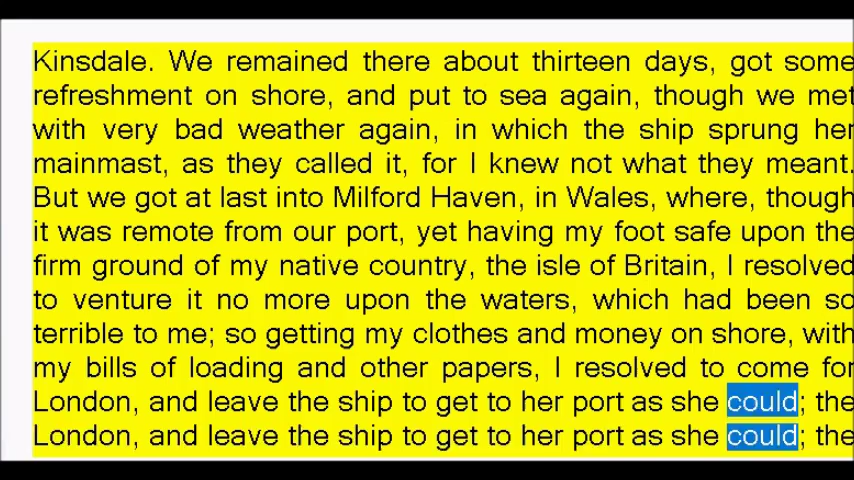 Kinsdale. We remained there about thirteen days, got some
refreshment on shore, and put to sea again, though we met
with very bad weather again, in which the ship sprung her
mainmast, as they called it, for I knew not what they meant.
But we got at last into Milford Haven, in Wales, where, though
it was remote from our port, yet having my foot safe upon the
firm ground of my native country, the isle of Britain, I resolved
to venture it no more upon the waters, which had been so
terrible to me; so getting my clothes and money on shore, with
my bills of loading and other papers, I resolved to come for
London, and leave the ship to get to her port as she could; the
London, and leave the ship to get to her port as she could; the